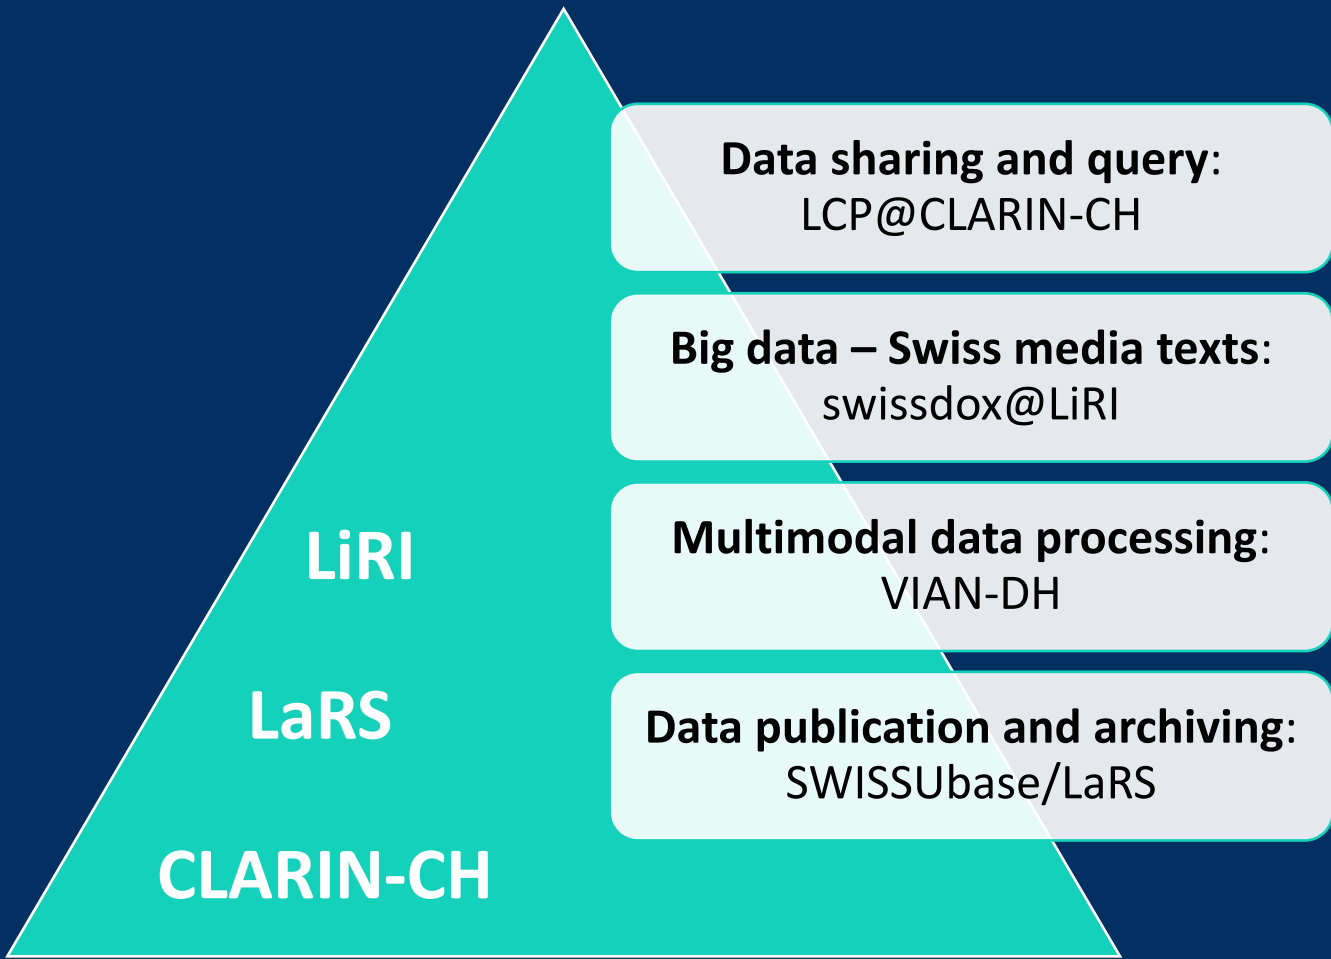 Data sharing and query:
LCP@CLARIN-CH
Big data – Swiss media texts:
swissdox@LiRI
Multimodal data processing:
VIAN-DH
Data publication and archiving:
SWISSUbase/LaRS
LiRI
LaRS
CLARIN-CH